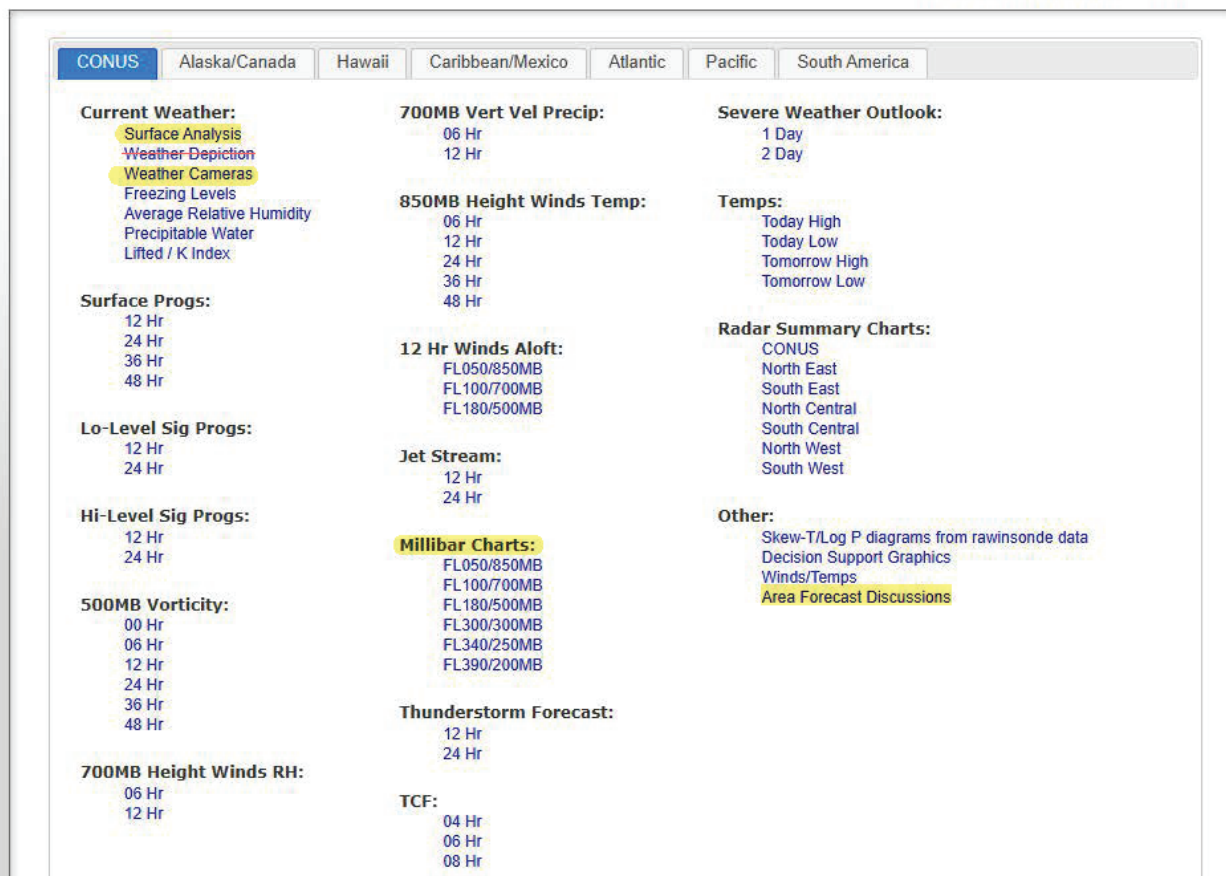 CONUS Alaska/Canada Hawaii Caribbean/Mexico Atlantic Pacific South America
Current Weather:
Surface Analysis
Weather Depiction
Weather Cameras
Freezing Levels
Average Relative Humidity
Precipitable Water
Lifted / K Index
Surface Progs:
12 Hr
24 Hr
36 Hr
48 Hr
Lo-Level Sig Progs:
12 Hr
24 Hr
Hi-Level Sig Progs:
12 Hr
24 Hr
500MB Vorticity:
00 Hr
06 Hr
12 Hr
24 Hr
36 Hr
48 Hr
700MB Height Winds RH:
06 Hr
12 Hr
700MB Vert Vel Precip:
06 Hr
12 Hr
850MB Height Winds Temp:
06 Hr
12 Hr
24 Hr
36 Hr
48 Hr
12 Hr Winds Aloft:
FL050/850MB
FL100/700MB
FL180/500MB
Jet Stream:
12 Hr
24 Hr
Millibar Charts:
FL050/850MB
FL100/700MB
FL180/500MB
FL300/300MB
FL340/250MB
FL390/200MB
Thunderstorm Forecast:
12 Hr
24 Hr
TCF:
04 Hr
06 Hr
08 Hr
Severe Weather Outlook:
1 Day
2 Day
Temps:
Today High
Today Low
Tomorrow High
Tomorrow Low
Radar Summary Charts:
CONUS
North East
South East
North Central
South Central
North West
South West
Other:
Skew-T/Log P diagrams from rawinsonde data
Decision Support Graphics
Winds/Temps
Area Forecast Discussions